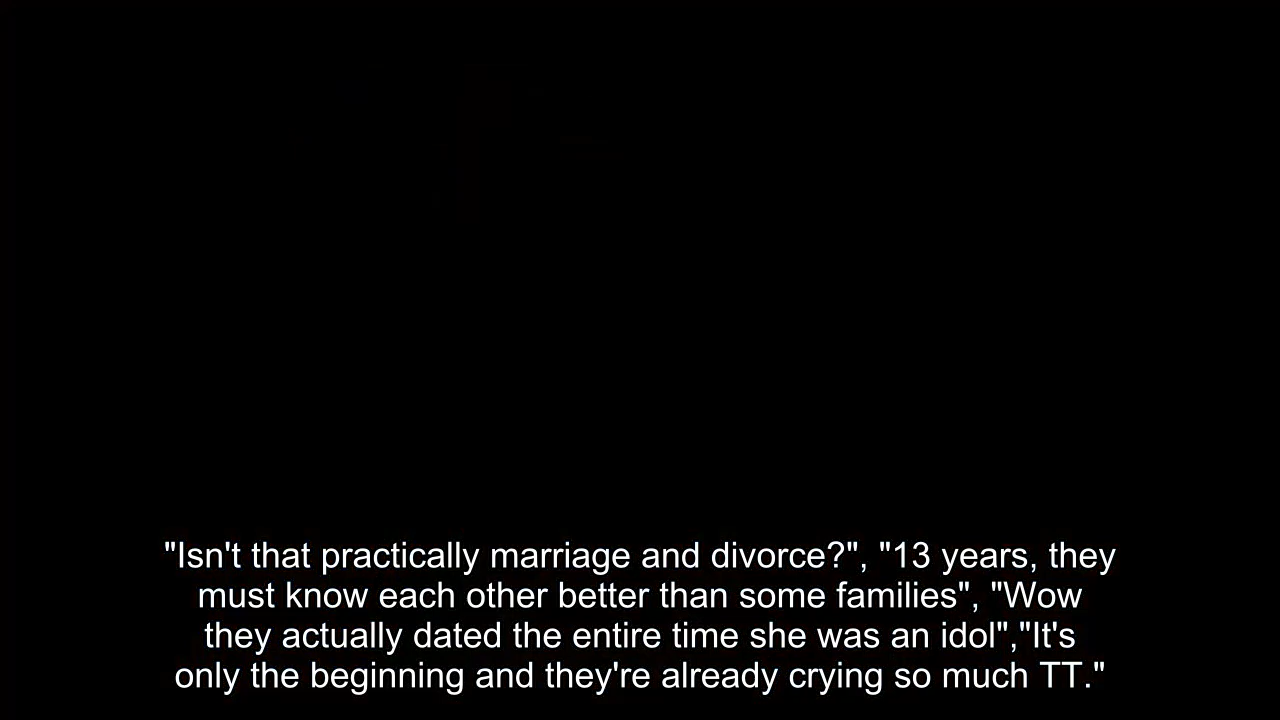 "Isn't that practically marriage and divorce?", "13 years, they
must know each other better than some families", "Wow
they actually dated the entire time she was an idol","It's
only the beginning and they're already crying so much TT."